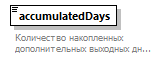 accumulatedDays
Количество накопленных
дополнительных выходных дн...